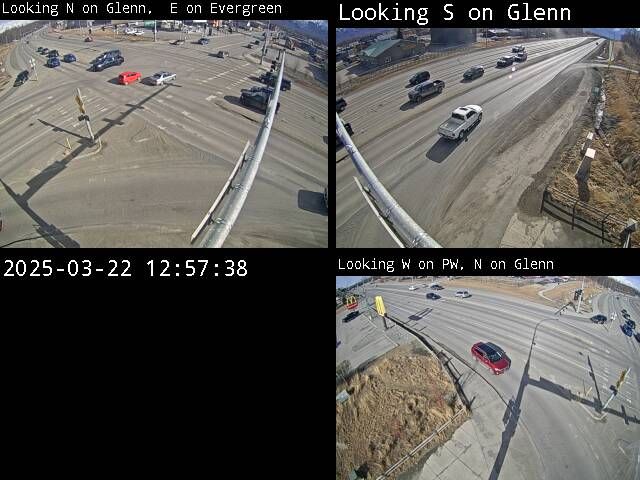 Looking N on Glenn,  E on Evergreen
Looking S on Glenn
2025-03-22 12:57:38
Looking W on PW, N on Glenn